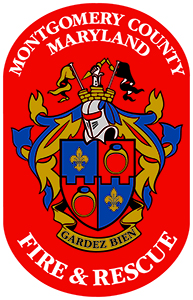 MONTGOMERY COUNTY
MARYLAND
GARDEZ BIEN
FIRE & RESCUE